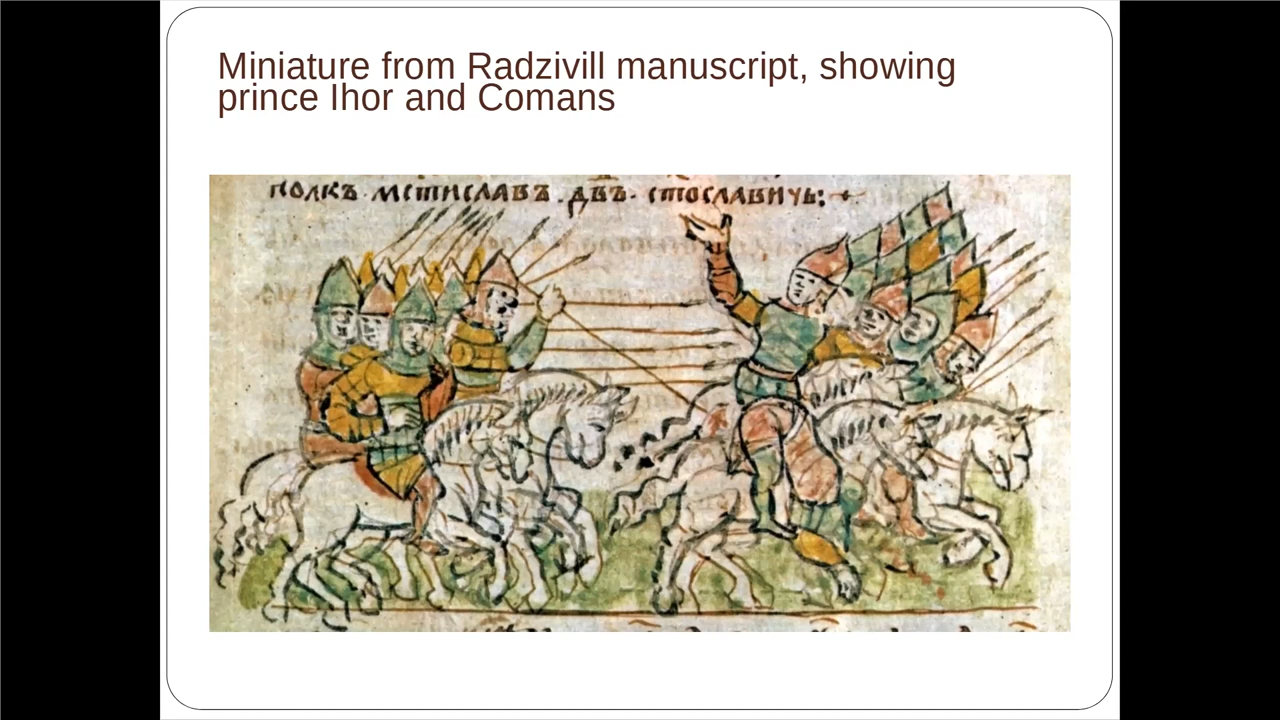 Miniature from Radzivill manuscript, showing
prince Ihor and Comans
полкъ · мстиславъ · двъ · стославичь: